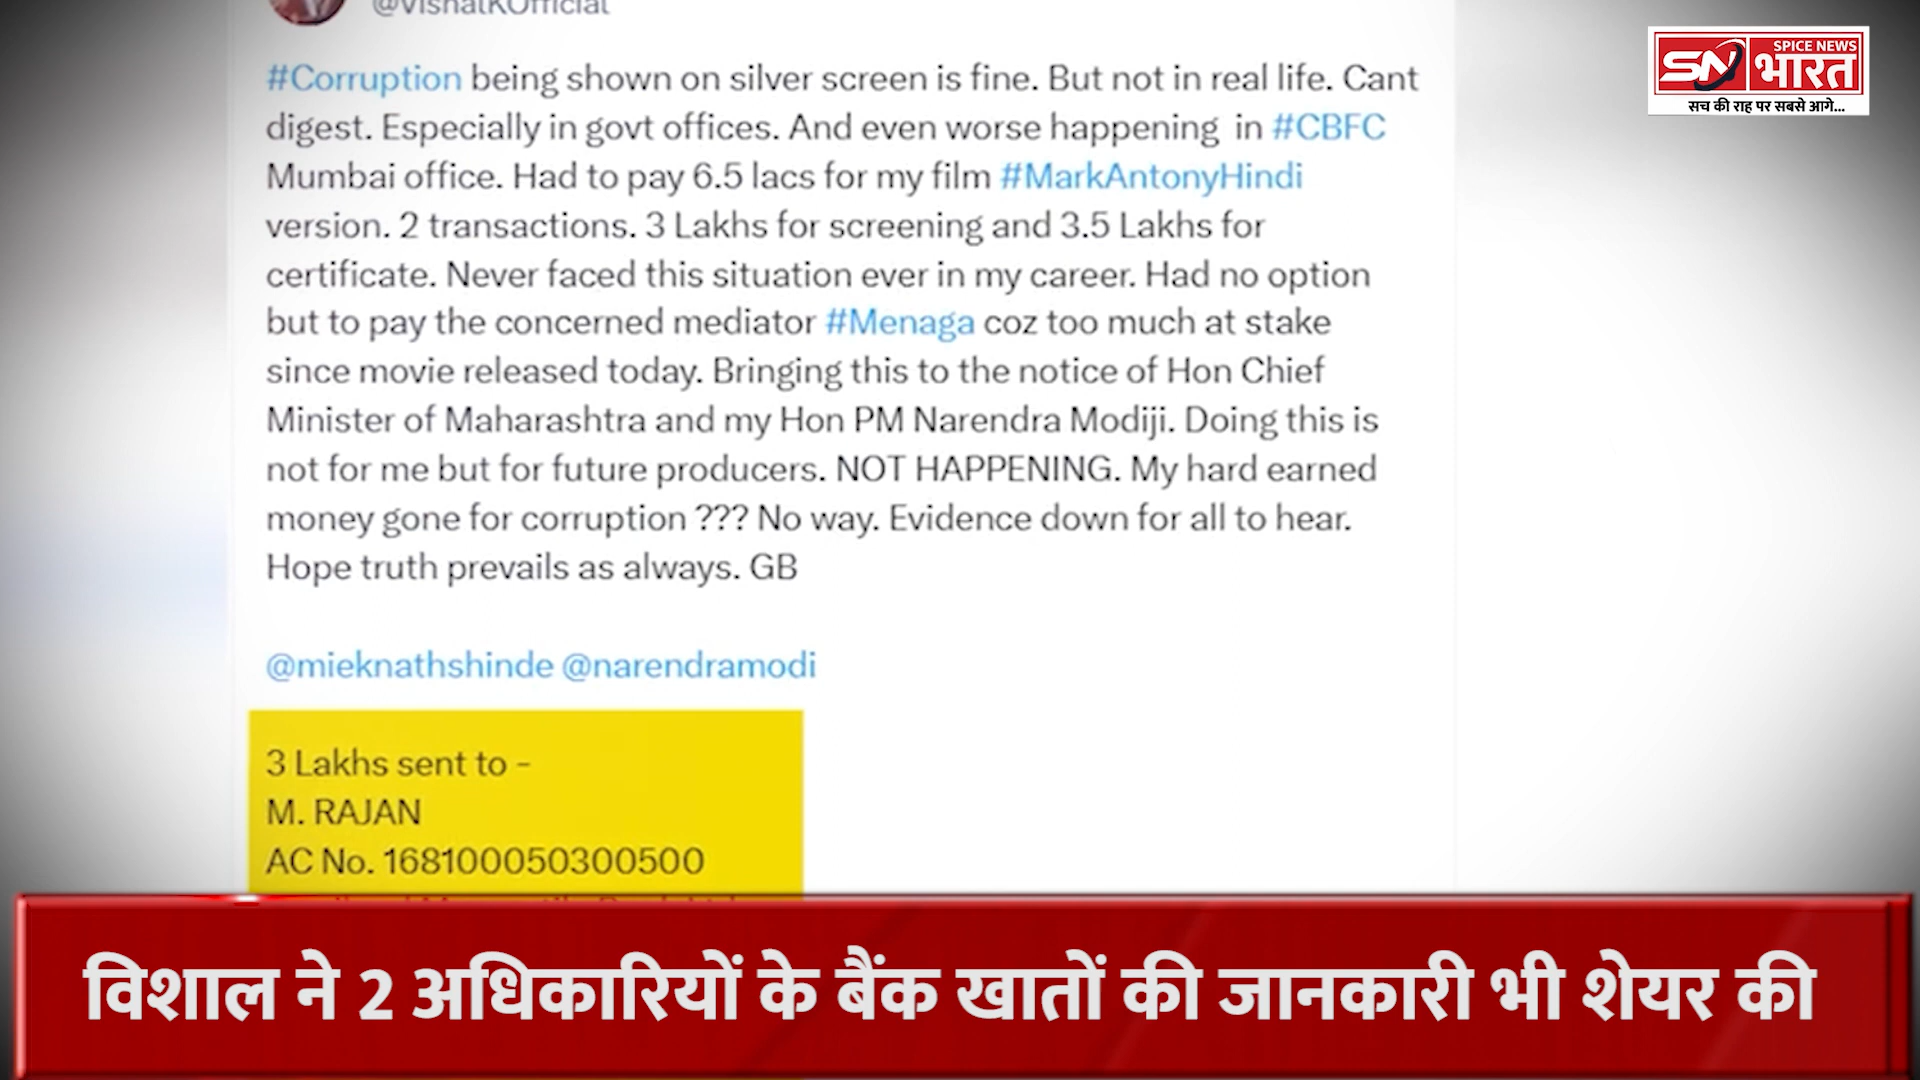 @VishalKOfficial
#Corruption being shown on silver screen is fine. But not in real life. Cant
digest. Especially in govt offices. And even worse happening in #CBFC
Mumbai office. Had to pay 6.5 lacs for my film #MarkAntonyHindi
version. 2 transactions. 3 Lakhs for screening and 3.5 Lakhs for
certificate. Never faced this situation ever in my career. Had no option
but to pay the concerned mediator #Menaga coz too much at stake
since movie released today. Bringing this to the notice of Hon Chief
Minister of Maharashtra and my Hon PM Narendra Modiji. Doing this is
not for me but for future producers. NOT HAPPENING. My hard earned
money gone for corruption ??? No way. Evidence down for all to hear.
Hope truth prevails as always. GB
@mieknathshinde @narendramodi
3 Lakhs sent to -
M. RAJAN
AC No. 168100050300500
SN SPICE NEWS
भारत
सच की राह पर सबसे आगे...
विशाल ने 2 अधिकारियों के बैंक खातों की जानकारी भी शेयर की